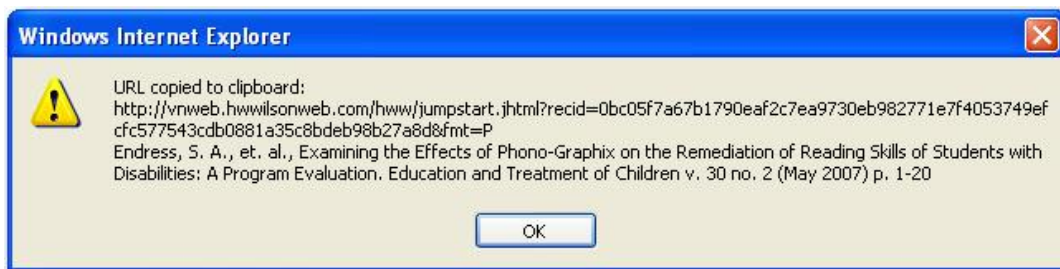 Windows Internet Explorer
URL copied to clipboard:
http://vnweb.hwwilsonweb.com/hww/jumpstart.jhtml?recid=0bc05f7a67b1790eaf2c7ea9730eb982771e7f4053749ef
cfc577543cdb0881a35c8bdeb98b27a8d&fmt=P
Endress, S. A., et. al., Examining the Effects of Phono-Graphix on the Remediation of Reading Skills of Students with
Disabilities: A Program Evaluation. Education and Treatment of Children v. 30 no. 2 (May 2007) p. 1-20
OK